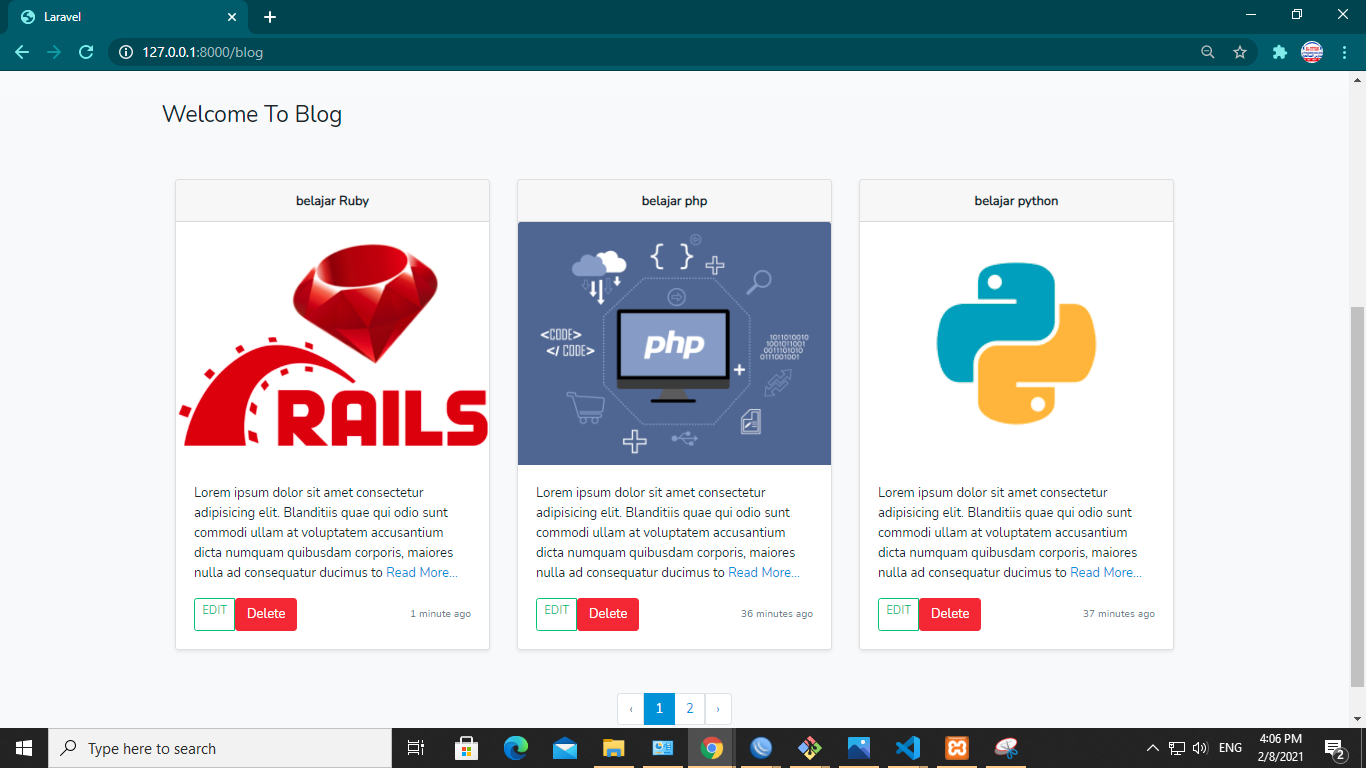 Laravel
127.0.0.1:8000/blog
Welcome To Blog
belajar Ruby
belajar php
belajar python
RAILS
{ }
<CODE>
</ CODE>
php
1011010010
1001011001
0011101010
0111001001
Lorem ipsum dolor sit amet consectetur
adipisicing elit. Blanditiis quae qui odio sunt
commodi ullam at voluptatem accusantium
dicta numquam quibusdam corporis, maiores
nulla ad consequatur ducimus to Read More...
Lorem ipsum dolor sit amet consectetur
adipisicing elit. Blanditiis quae qui odio sunt
commodi ullam at voluptatem accusantium
dicta numquam quibusdam corporis, maiores
nulla ad consequatur ducimus to Read More...
Lorem ipsum dolor sit amet consectetur
adipisicing elit. Blanditiis quae qui odio sunt
commodi ullam at voluptatem accusantium
dicta numquam quibusdam corporis, maiores
nulla ad consequatur ducimus to Read More...
EDIT Delete 1 minute ago
EDIT Delete 36 minutes ago
EDIT Delete 37 minutes ago
‹ 1 2 ›
Type here to search
ENG
4:06 PM
2/8/2021
2